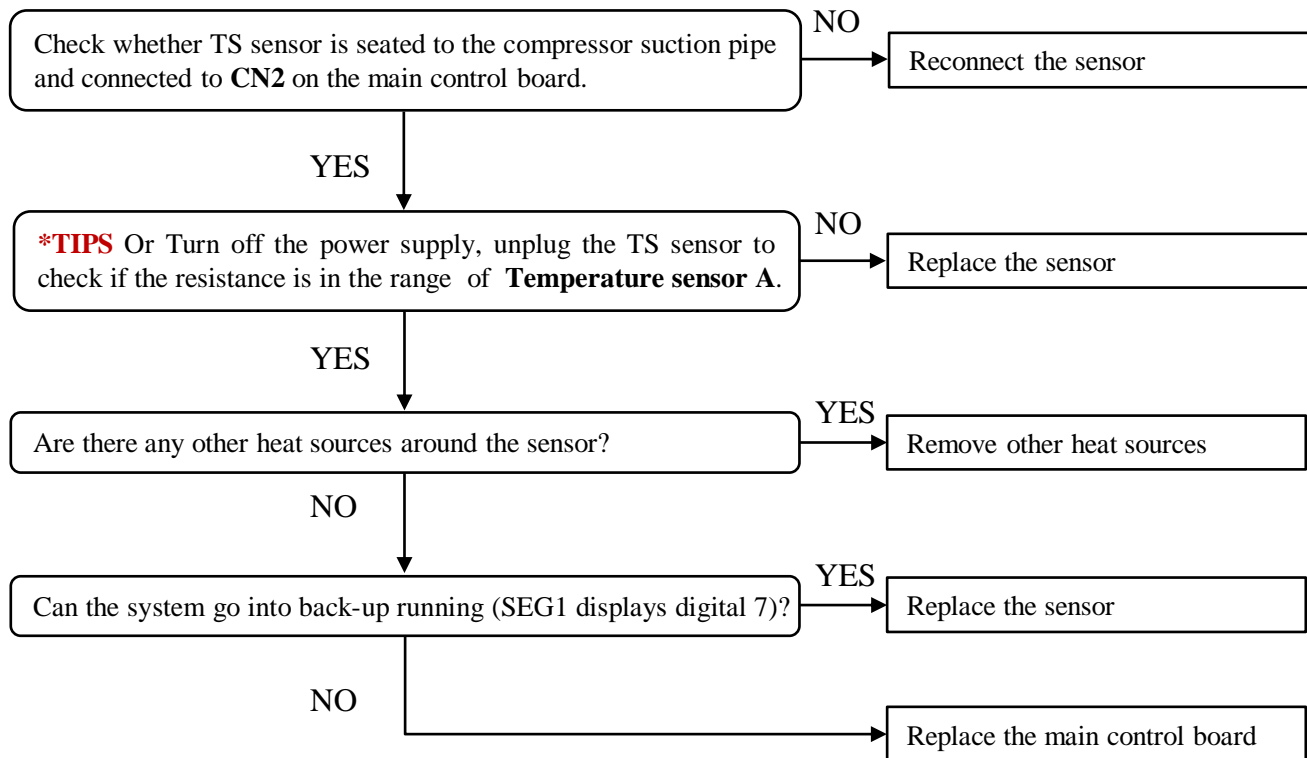 Check whether TS sensor is seated to the compressor suction pipe
and connected to CN2 on the main control board.
NO
Reconnect the sensor
YES
*TIPS Or Turn off the power supply, unplug the TS sensor to
check if the resistance is in the range of Temperature sensor A.
NO
Replace the sensor
YES
Are there any other heat sources around the sensor?
YES
Remove other heat sources
NO
Can the system go into back-up running (SEG1 displays digital 7)?
YES
Replace the sensor
NO
Replace the main control board